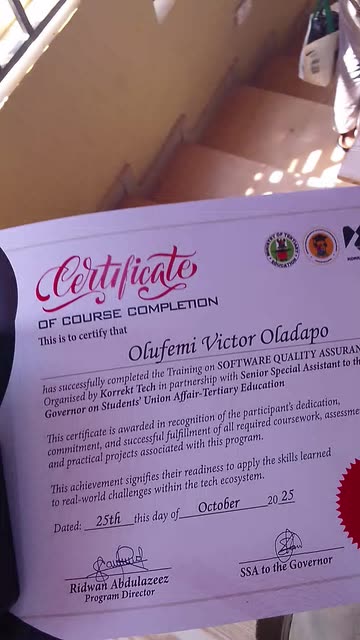 Certificate
OF COURSE COMPLETION
This is to certify that
Olufemi Victor Oladapo
has successfully completed the Training on SOFTWARE QUALITY ASSURAN
Organised by Korrekt Tech in partnership with Senior Special Assistant to the
Governor on Students' Union Affair-Tertiary Education
This certificate is awarded in recognition of the participant's dedication,
commitment, and successful fulfillment of all required coursework, assessme
and practical projects associated with this program.
This achievement signifies their readiness to apply the skills learned
to real-world challenges within the tech ecosystem.
Dated: 25th this day of October 20 25
Ridwan Abdulazeez
Program Director
SSA to the Governor